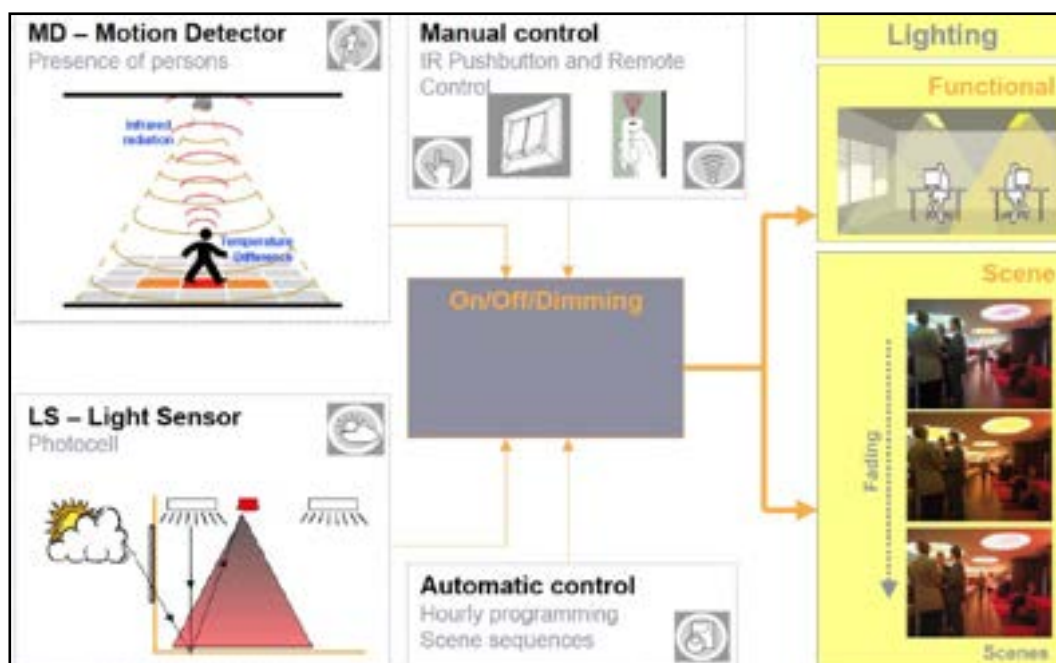 MD – Motion Detector
Presence of persons
Infrared
radiation
Temperature
Difference
Manual control
IR Pushbutton and Remote
Control
Lighting
Functional
On/Off/Dimming
Scene
Fading
Scenes
LS – Light Sensor
Photocell
Automatic control
Hourly programming
Scene sequences